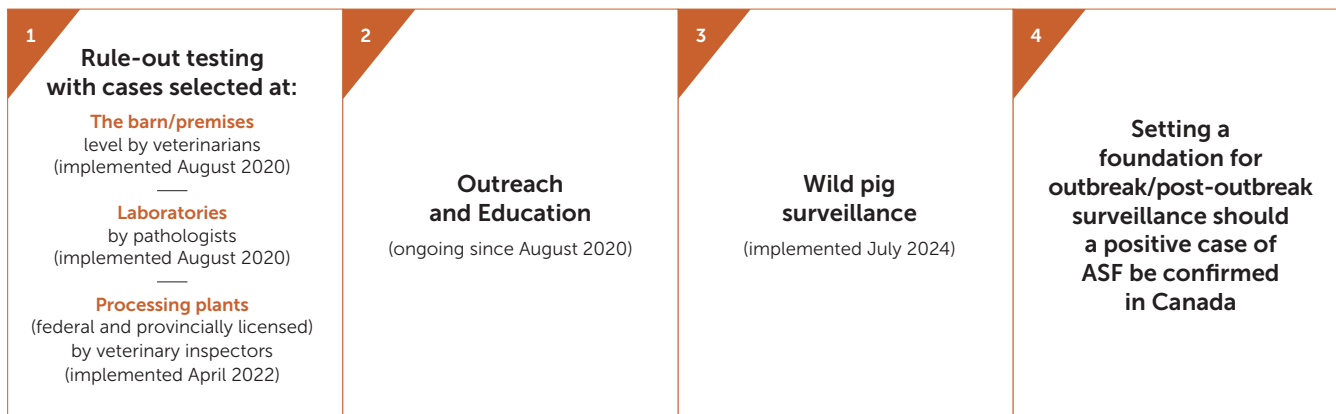 1
Rule-out testing
with cases selected at:
The barn/premises
level by veterinarians
(implemented August 2020)
Laboratories
by pathologists
(implemented August 2020)
Processing plants
(federal and provincially licensed)
by veterinary inspectors
(implemented April 2022)
2
Outreach
and Education
(ongoing since August 2020)
3
Wild pig
surveillance
(implemented July 2024)
4
Setting a
foundation for
outbreak/post-outbreak
surveillance should
a positive case of
ASF be confirmed
in Canada